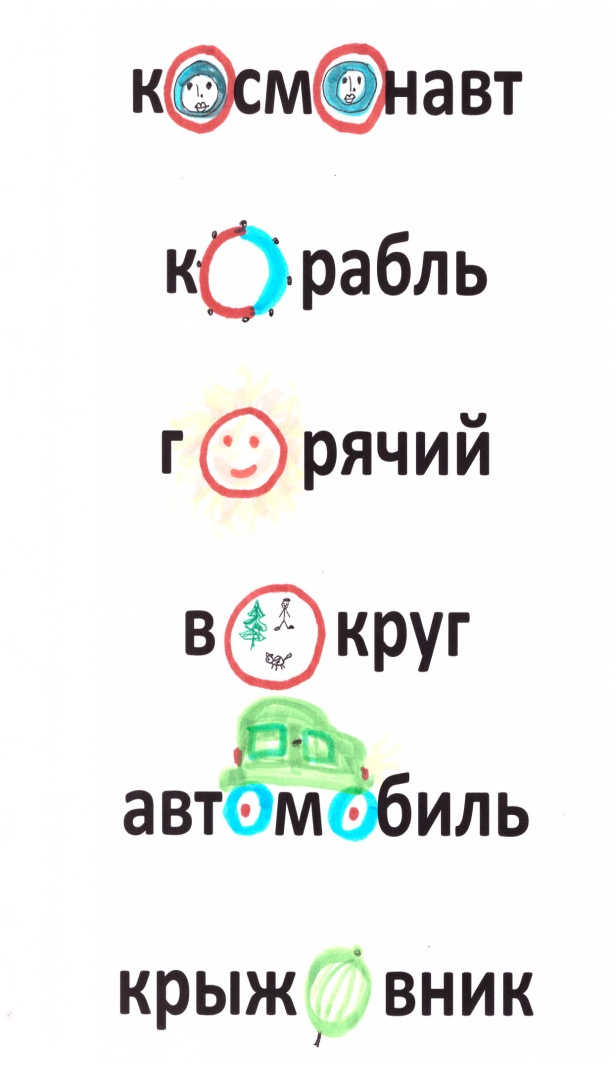 космонавт
корабль
горячий
вокруг
автомобиль
крыжовник